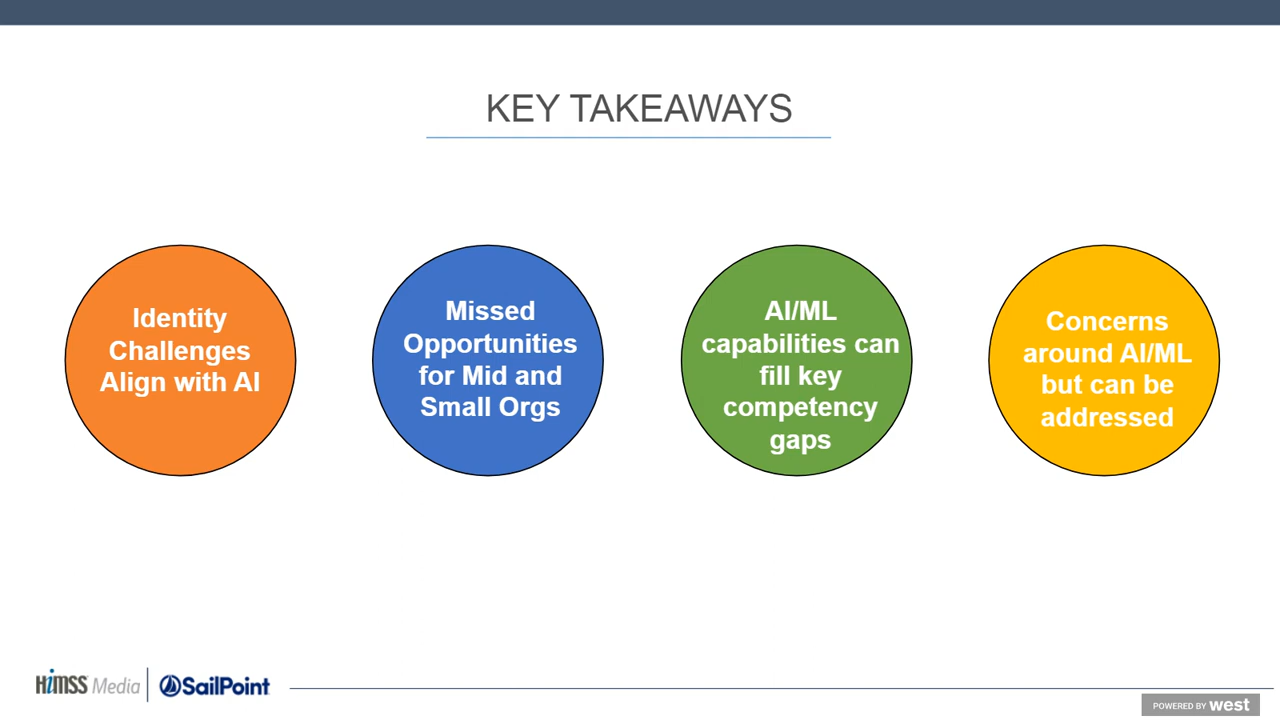 KEY TAKEAWAYS
Identity
Challenges
Align with AI
Missed
Opportunities
for Mid and
Small Orgs
AI/ML
capabilities can
fill key
competency
gaps
Concerns
around AI/ML
but can be
addressed
HiMSS Media
SailPoint
POWERED BY west